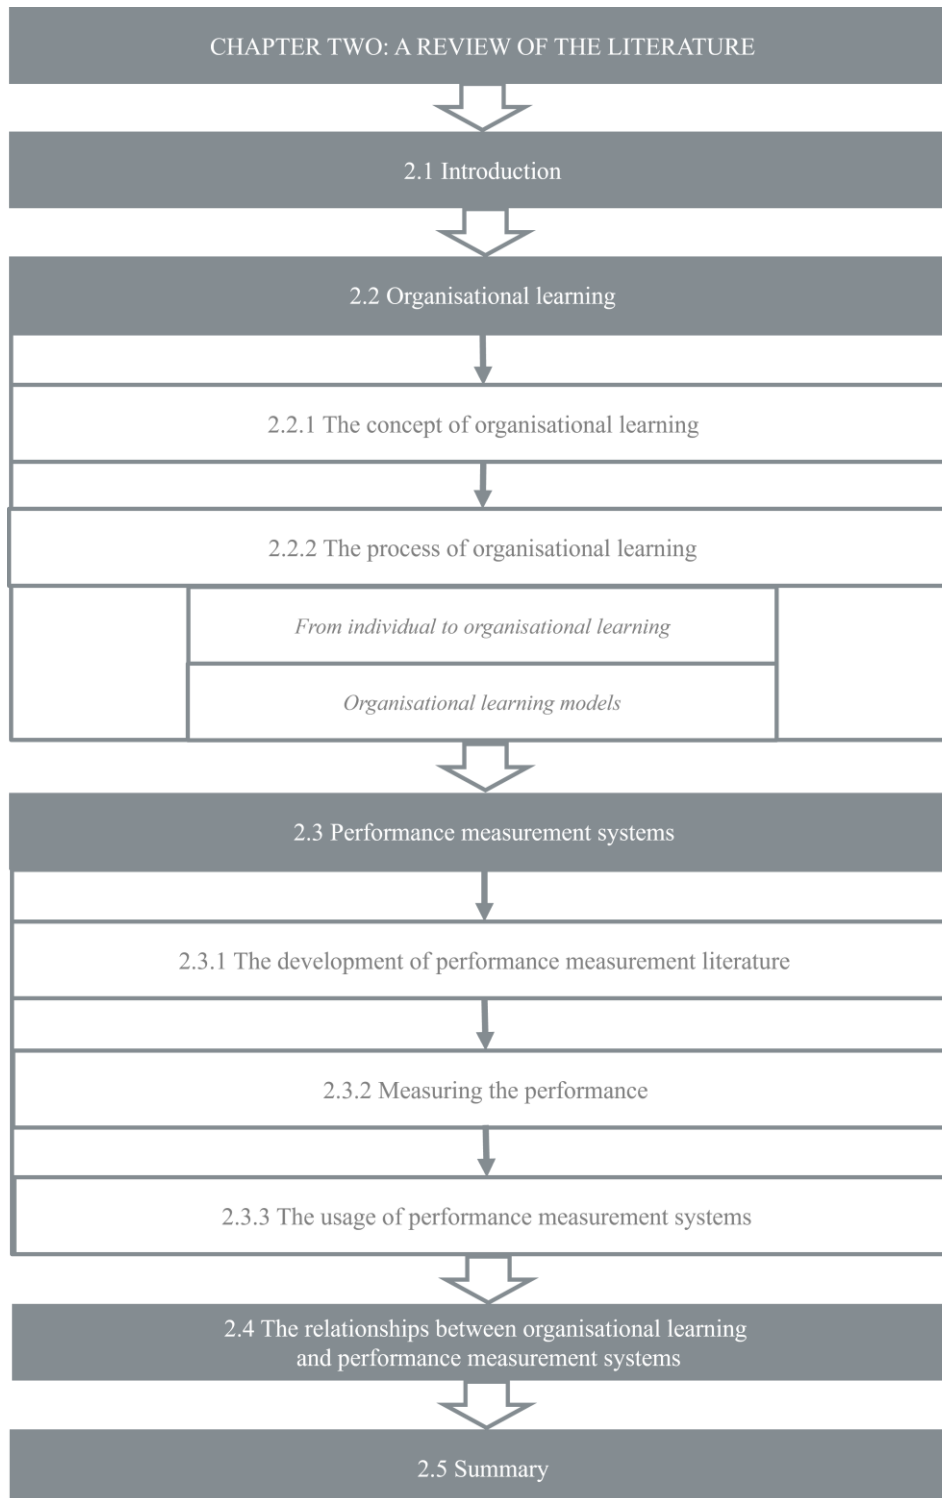 CHAPTER TWO: A REVIEW OF THE LITERATURE
2.1 Introduction
2.2 Organisational learning
2.2.1 The concept of organisational learning
2.2.2 The process of organisational learning
From individual to organisational learning
Organisational learning models
2.3 Performance measurement systems
2.3.1 The development of performance measurement literature
2.3.2 Measuring the performance
2.3.3 The usage of performance measurement systems
2.4 The relationships between organisational learning
and performance measurement systems
2.5 Summary